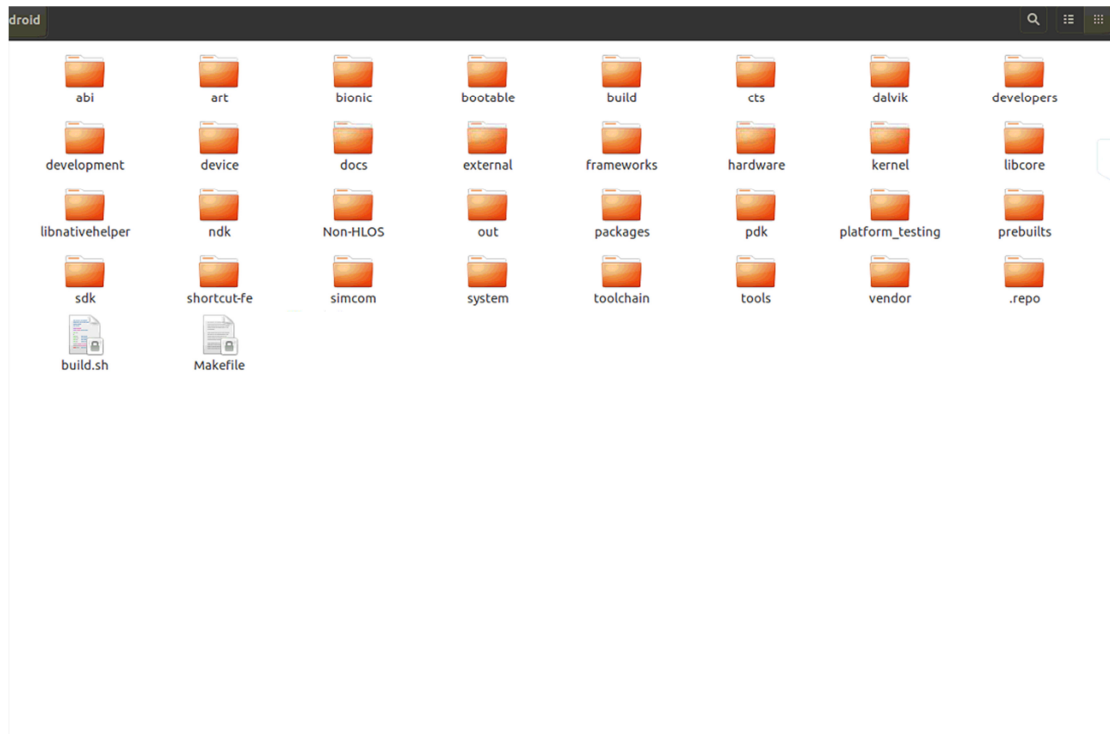 droid
abi art bionic bootable build cts dalvik developers
development device docs external frameworks hardware kernel libcore
libnativehelper ndk Non-HLOS out packages pdk platform_testing prebuilts
sdk shortcut-fe simcom system toolchain tools vendor .repo
build.sh Makefile